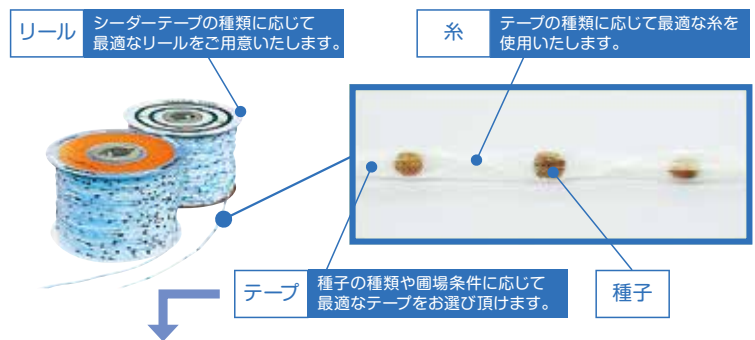 リール
シーダーテープの種類に応じて
最適なリールをご用意いたします。
糸
テープの種類に応じて最適な糸を
使用いたします。
テープ
種子の種類や圃場条件に応じて
最適なテープをお選び頂けます。
種子